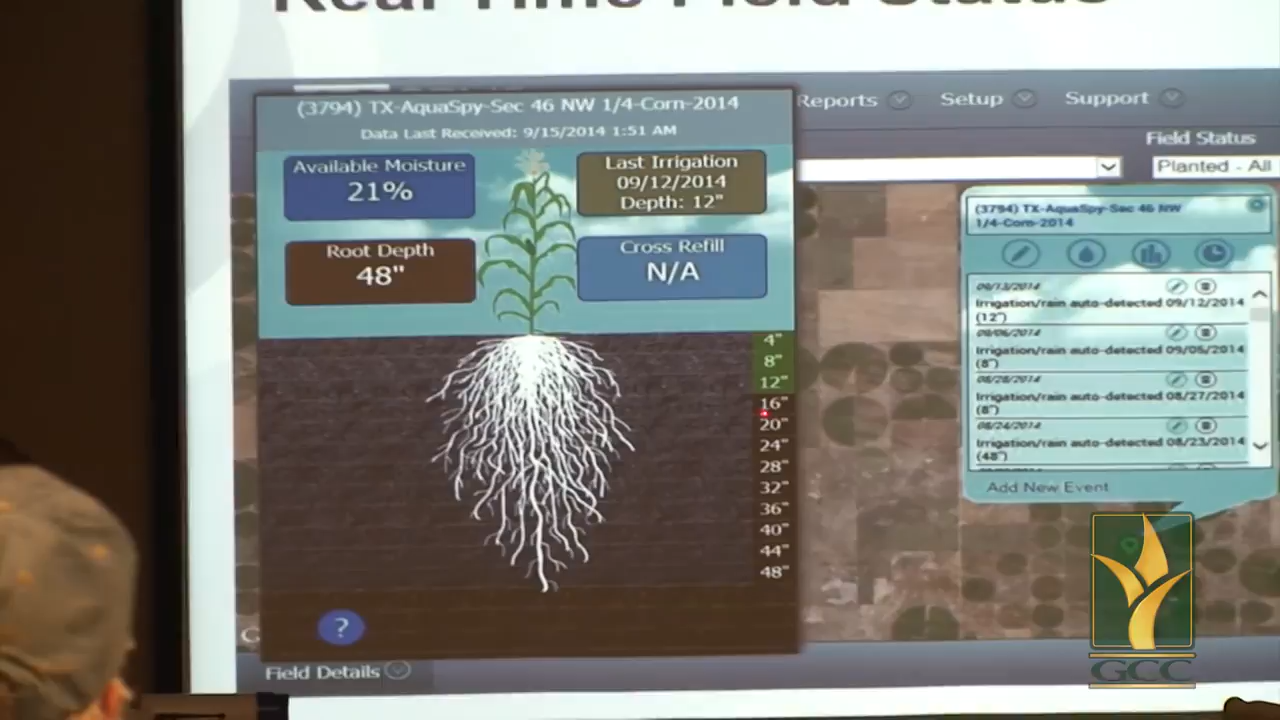 Real Time Field Status
(3794) TX-AquaSpy-Sec 46 NW 1/4-Corn-2014
Data Last Received: 9/15/2014 1:51 AM
Available Moisture
21%
Last Irrigation
09/12/2014
Depth: 12"
Root Depth
48"
Cross Refill
N/A
4"
8"
12"
16"
20"
24"
28"
32"
36"
40"
44"
48"
?
Field Details
Reports
Setup
Support
Field Status
Planted - All
(3794) TX-AquaSpy-Sec 46 NW
1/4-Corn-2014
09/13/2014
Irrigation/rain auto-detected 09/12/2014
(12")
09/06/2014
Irrigation/rain auto-detected 09/05/2014
(8")
08/28/2014
Irrigation/rain auto-detected 08/27/2014
(8")
08/24/2014
Irrigation/rain auto-detected 08/23/2014
(48")
Add New Event
GCC